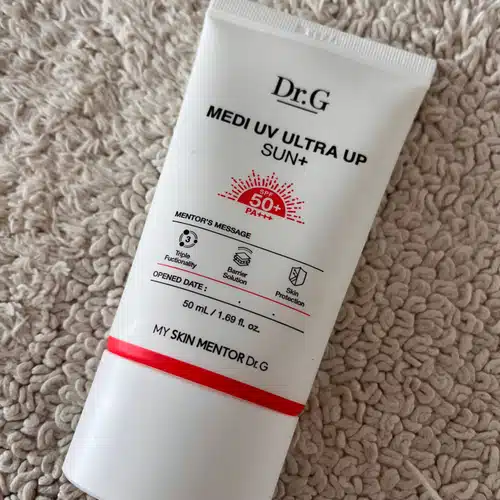 Dr.G
MEDI UV ULTRA UP
SUN+
SPF
50+
PA+++
MENTOR'S MESSAGE
3
Triple
Fuctionality
Barrier
Solution
Skin
Protection
OPENED DATE : . .
50 mL / 1.69 fl. oz.
MY SKIN MENTOR Dr.G